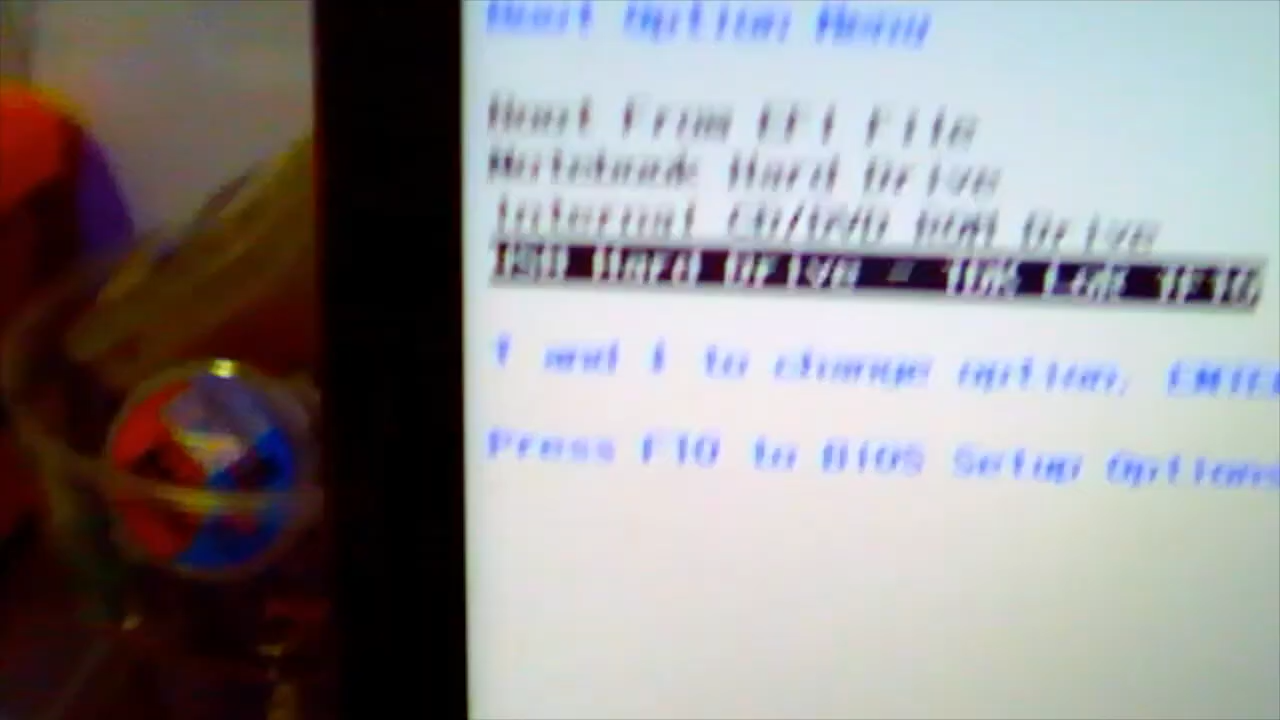 Boot Option Menu
Boot From EFI File
Notebook Hard Drive
Internal CD/DVD ROM Drive
USB Hard Drive -
and to change option, ENTE
Press F10 to BIOS Setup Options